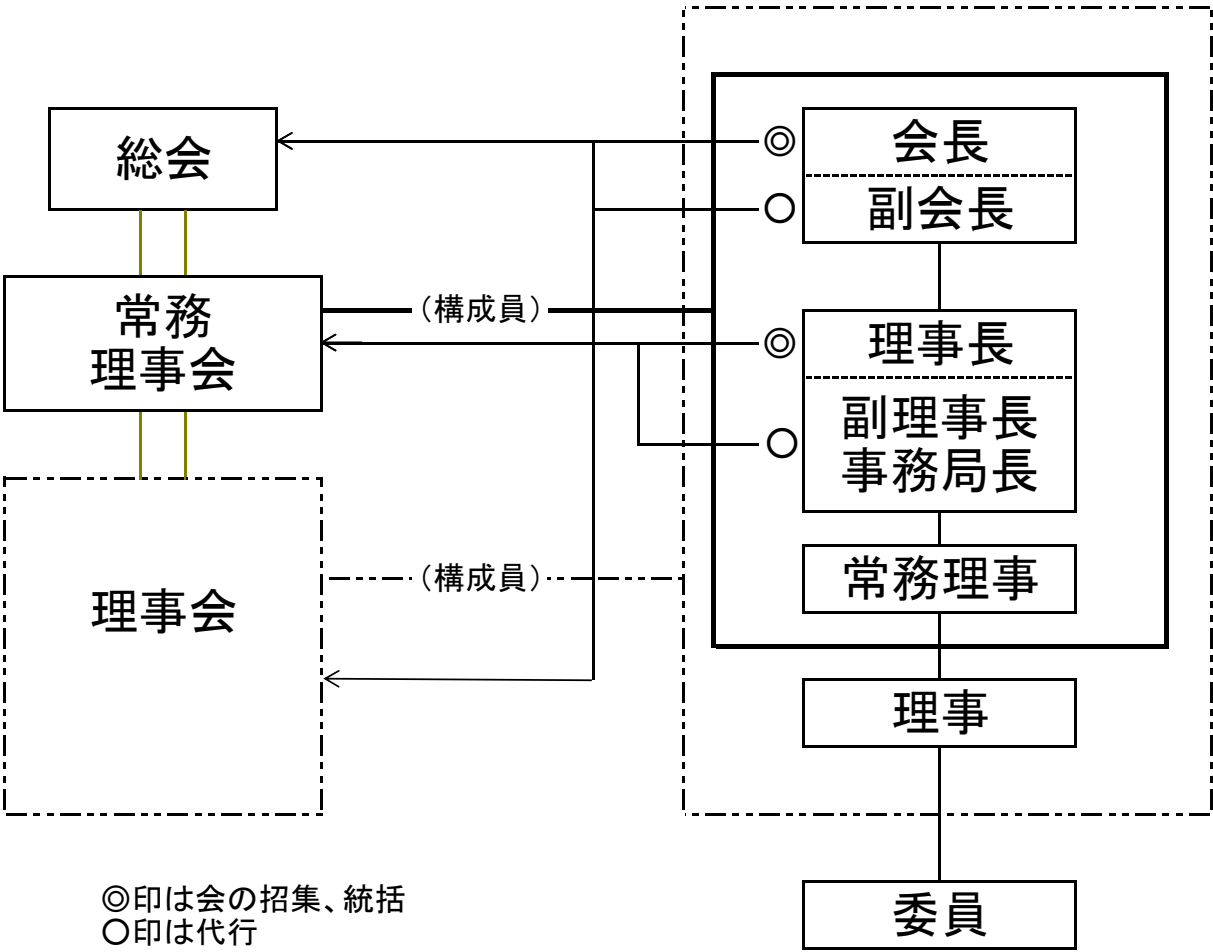 総会
常務
理事会
(構成員)
理事会
(構成員)
◎
会長
〇
副会長
◎
理事長
〇
副理事長
事務局長
常務理事
理事
委員
◎印は会の招集、統括
〇印は代行